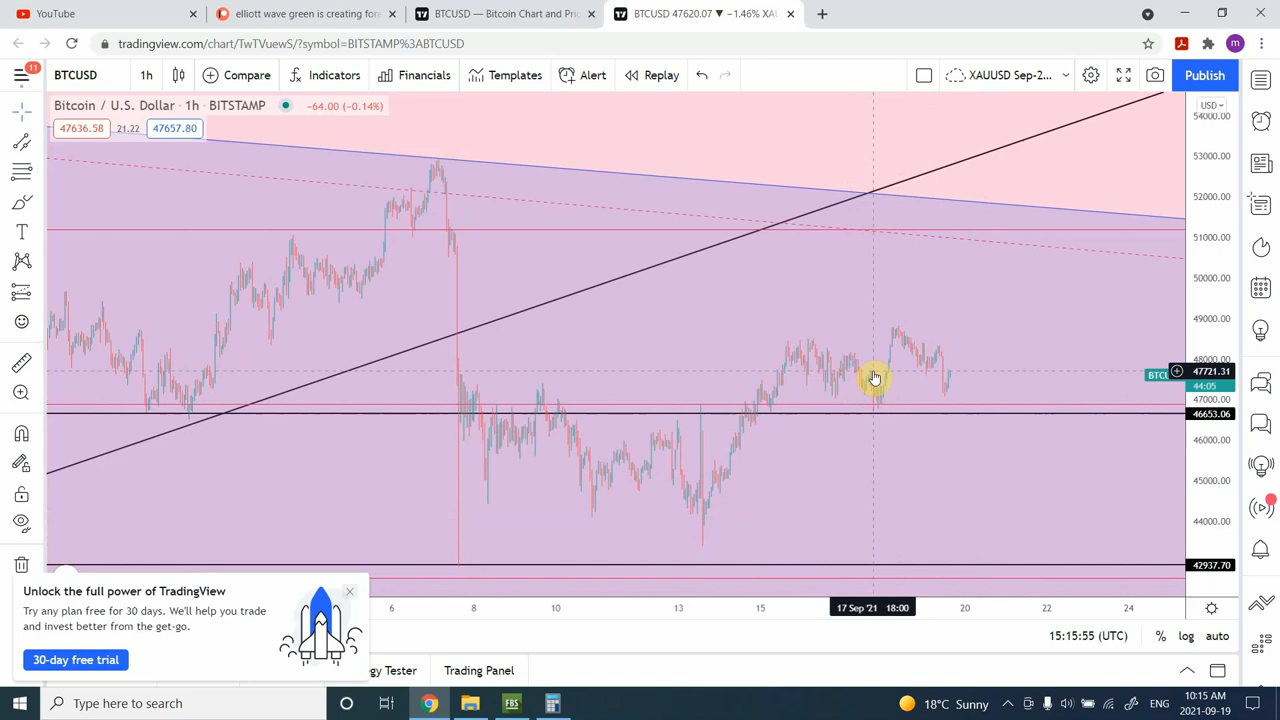 YouTube
elliott wave green is creating fore
BTCUSD — Bitcoin Chart and Pric
BTCUSD 47620.07 ▼ −1.46% XAU
tradingview.com/chart/TwTVuewS/?symbol=BITSTAMP%3ABTCUSD
m
11
BTCUSD
1h
Compare
Indicators
Financials
Templates
Alert
Replay
XAUUSD Sep-2...
Publish
Bitcoin / U.S. Dollar · 1h · BITSTAMP
−64.00 (−0.14%)
47636.58
21.22
47657.80
USD
54000.00
53000.00
52000.00
51000.00
50000.00
49000.00
48000.00
47721.31
BTCU
44:05
47000.00
46653.06
46000.00
45000.00
44000.00
42937.70
6
8
10
13
15
17 Sep '21 18:00
20
22
24
Unlock the full power of TradingView
Try any plan free for 30 days. We'll help you trade
and invest better from the get-go.
30-day free trial
15:15:55 (UTC)
%
log
auto
gy Tester
Trading Panel
Type here to search
FBS
18°C Sunny
ENG
10:15 AM
2021-09-19